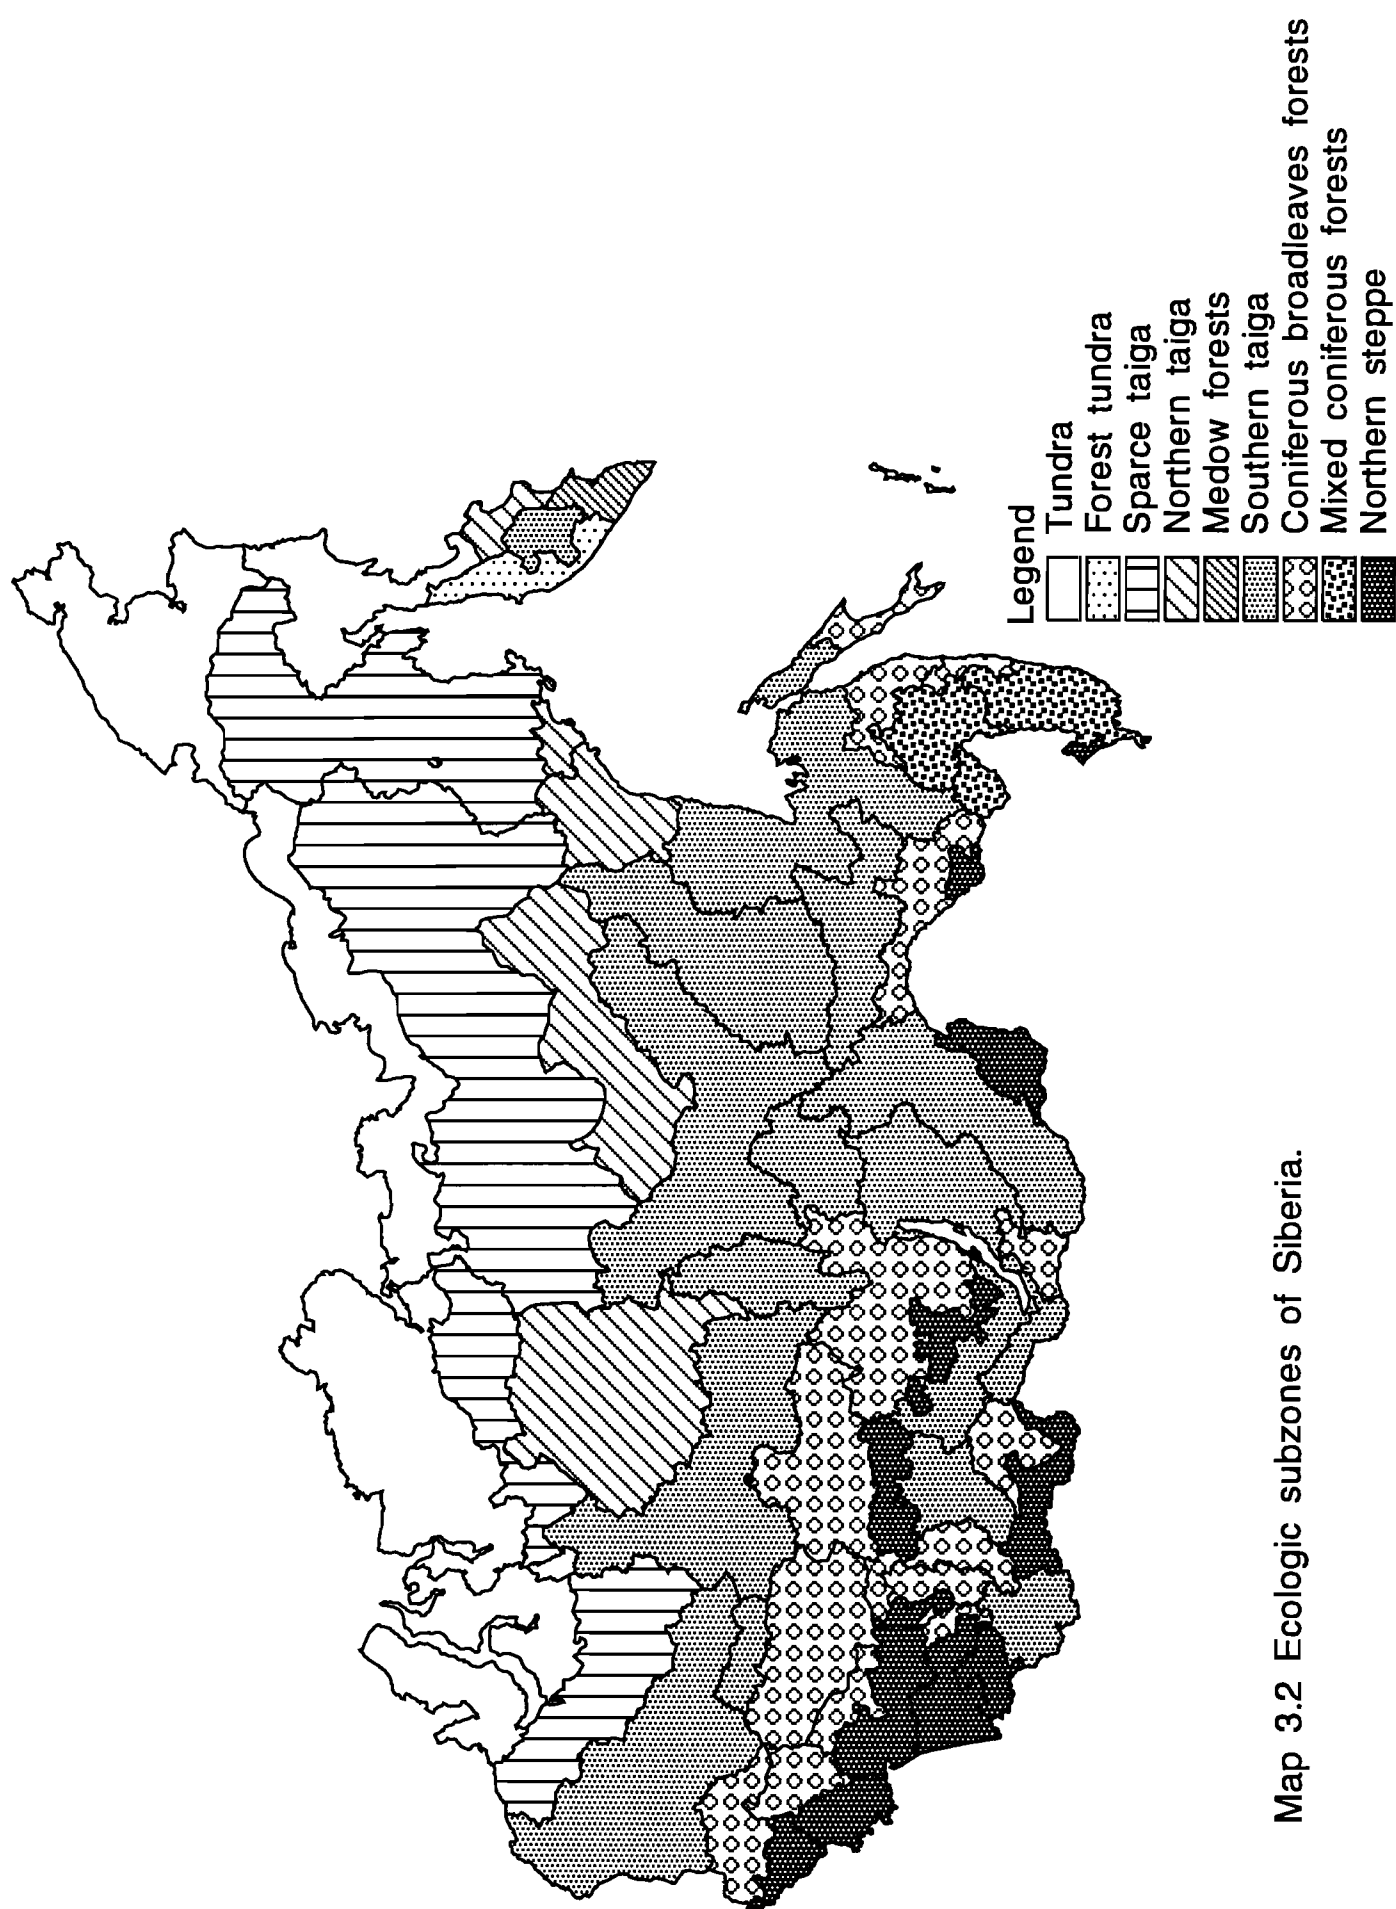 Legend
Tundra
Forest tundra
Sparce taiga
Northern taiga
Medow forests
Southern taiga
Coniferous broadleaves forests
Mixed coniferous forests
Northern steppe
Map 3.2 Ecologic subzones of Siberia.